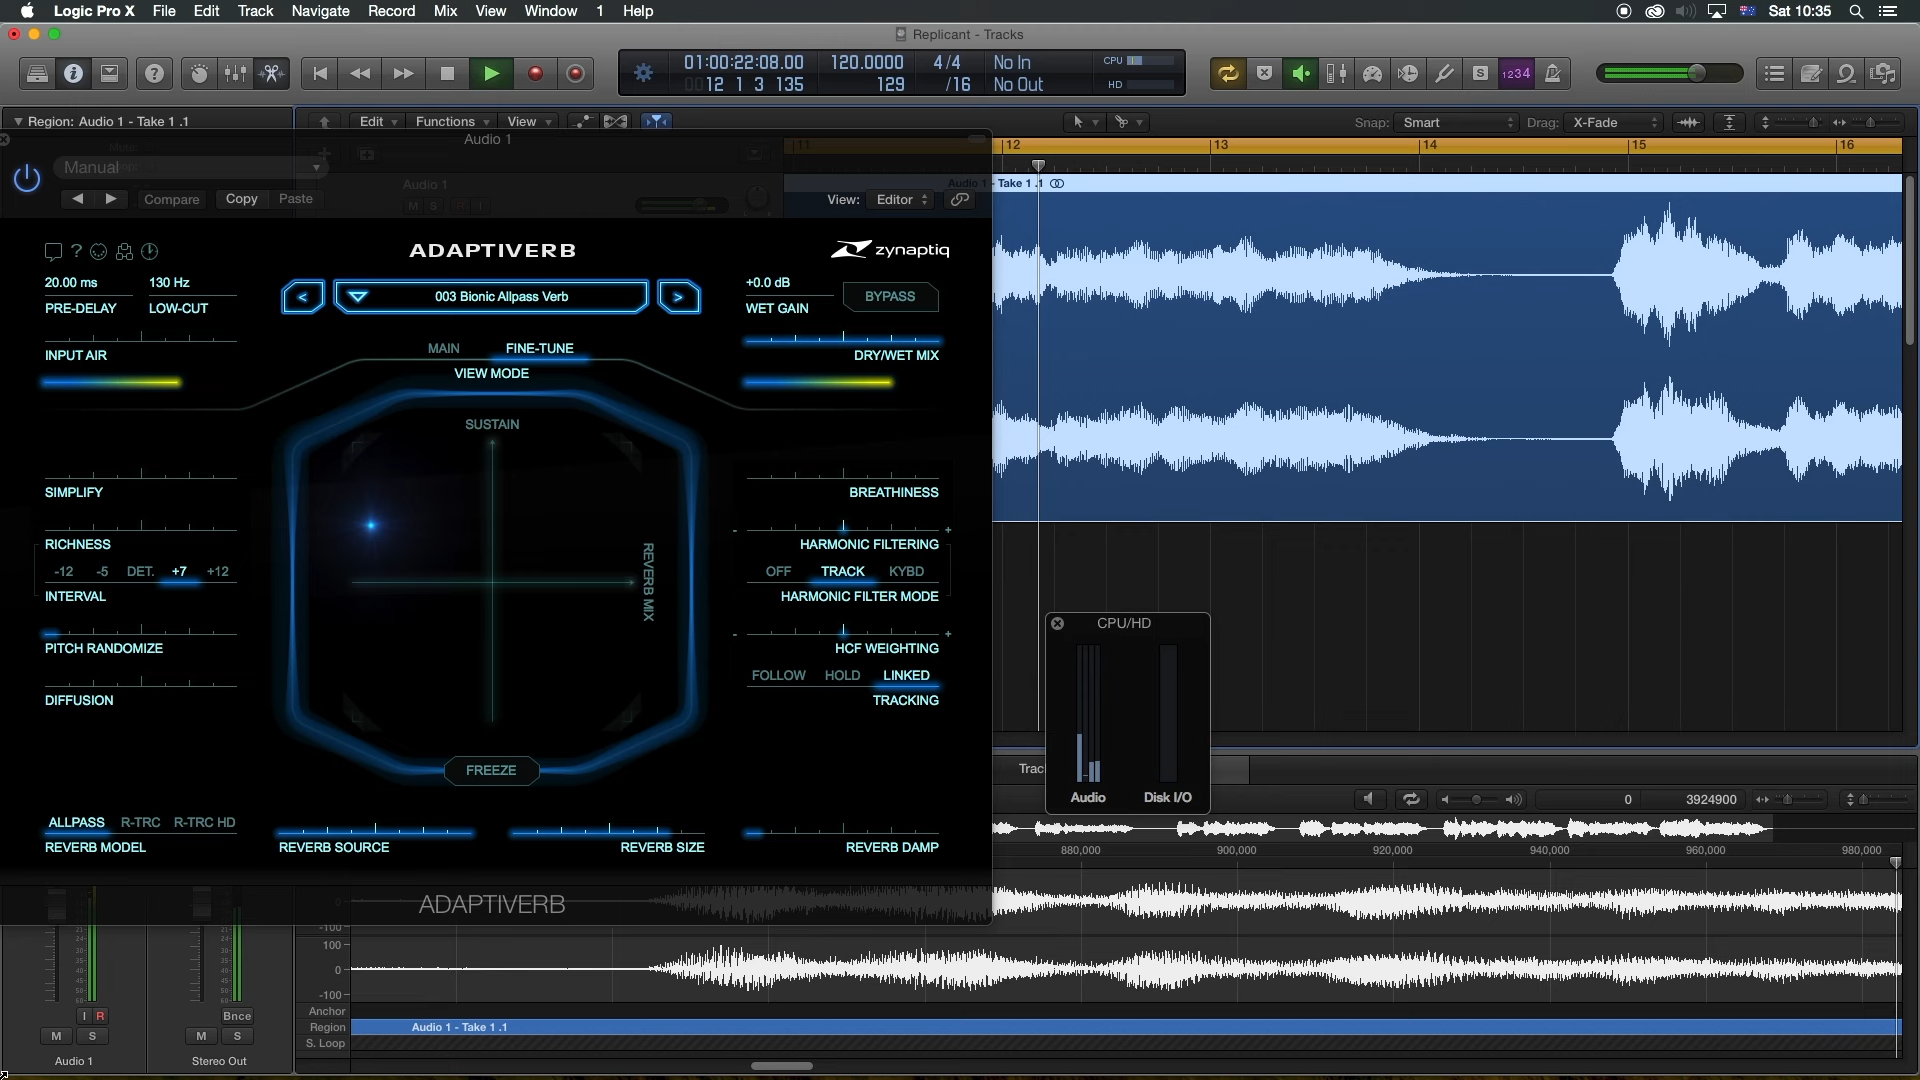 Logic Pro X File Edit Track Navigate Record Mix View Window 1 Help Sat 10:35
Replicant - Tracks
01:00:22:08.00 120.0000 4/4 No In CPU
12 1 3 135 129 /16 No Out HD
S 1234
Region: Audio 1 - Take 1 .1 Edit Functions View Snap: Smart Drag: X-Fade
Audio 1
11 12 13 14 15 16
Manual
Audio 1
Audio 1 - Take 1 .1
Compare Copy Paste View: Editor
M S R I
ADAPTIVERB zynaptiq
?
20.00 ms 130 Hz +0.0 dB
< 003 Bionic Allpass Verb > BYPASS
PRE-DELAY LOW-CUT WET GAIN
MAIN FINE-TUNE
INPUT AIR DRY/WET MIX
VIEW MODE
SUSTAIN
SIMPLIFY BREATHINESS
- +
RICHNESS HARMONIC FILTERING
-12 -5 DET. +7 +12 OFF TRACK KYBD
REVERB MIX
INTERVAL HARMONIC FILTER MODE
- +
PITCH RANDOMIZE HCF WEIGHTING
FOLLOW HOLD LINKED
DIFFUSION TRACKING
FREEZE
ALLPASS R-TRC R-TRC HD
REVERB MODEL REVERB SOURCE REVERB SIZE REVERB DAMP
ADAPTIVERB
CPU/HD
Audio Disk I/O
Trac
0 3924900
880,000 900,000 920,000 940,000 960,000 980,000
0
-100
100
0
-100
Anchor
Region Audio 1 - Take 1 .1
S. Loop
I R Bnce
M S M S
Audio 1 Stereo Out